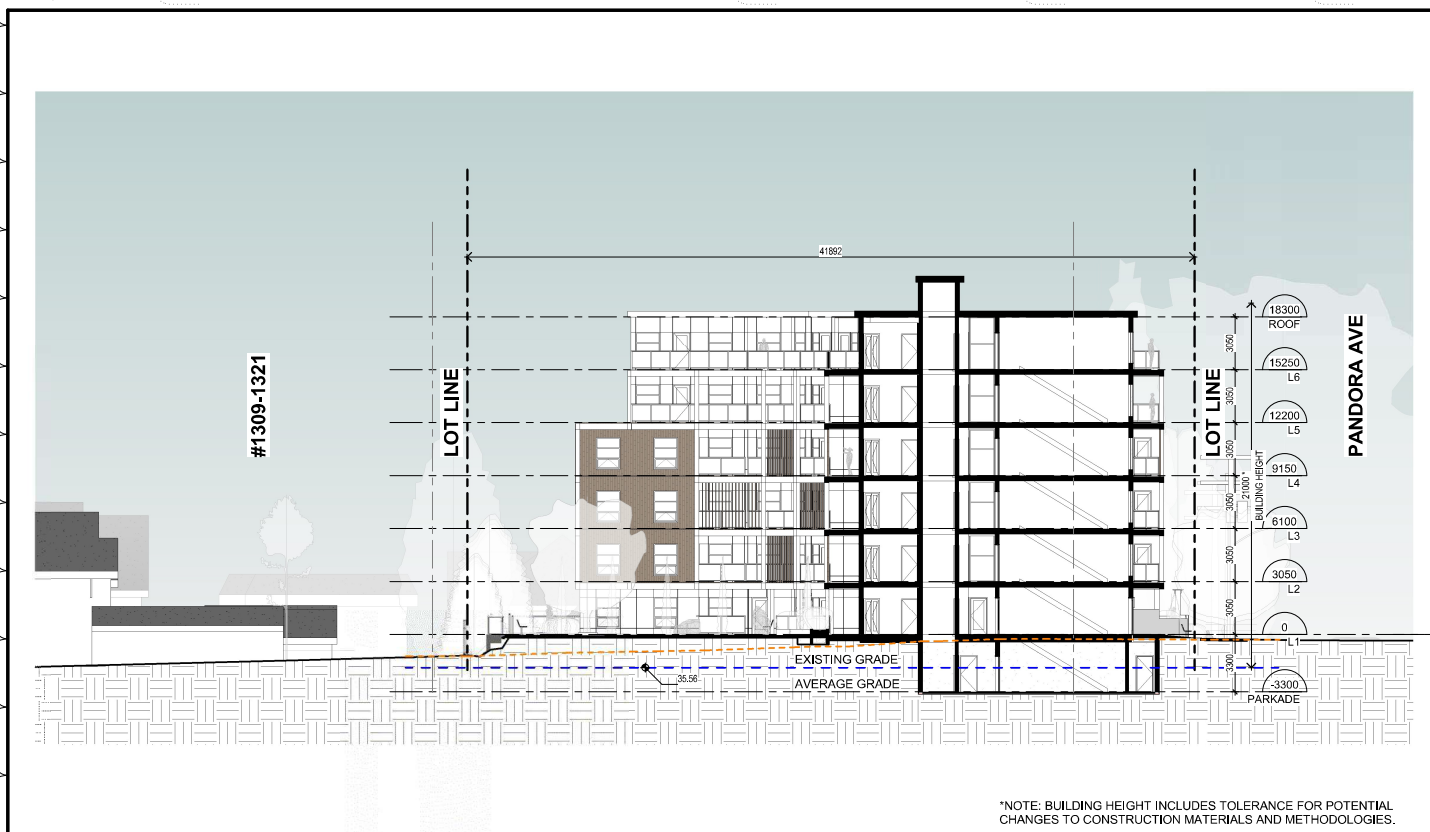 41892
18300
ROOF
3050
15250
L6
3050
12200
L5
3050
9150
L4
3050
6100
L3
3050
3050
L2
3050
0
L1
3300
-3300
PARKADE
21000*
BUILDING HEIGHT
#1309-1321
LOT LINE
LOT LINE
PANDORA AVE
EXISTING GRADE
35.56
AVERAGE GRADE
*NOTE: BUILDING HEIGHT INCLUDES TOLERANCE FOR POTENTIAL
CHANGES TO CONSTRUCTION MATERIALS AND METHODOLOGIES.